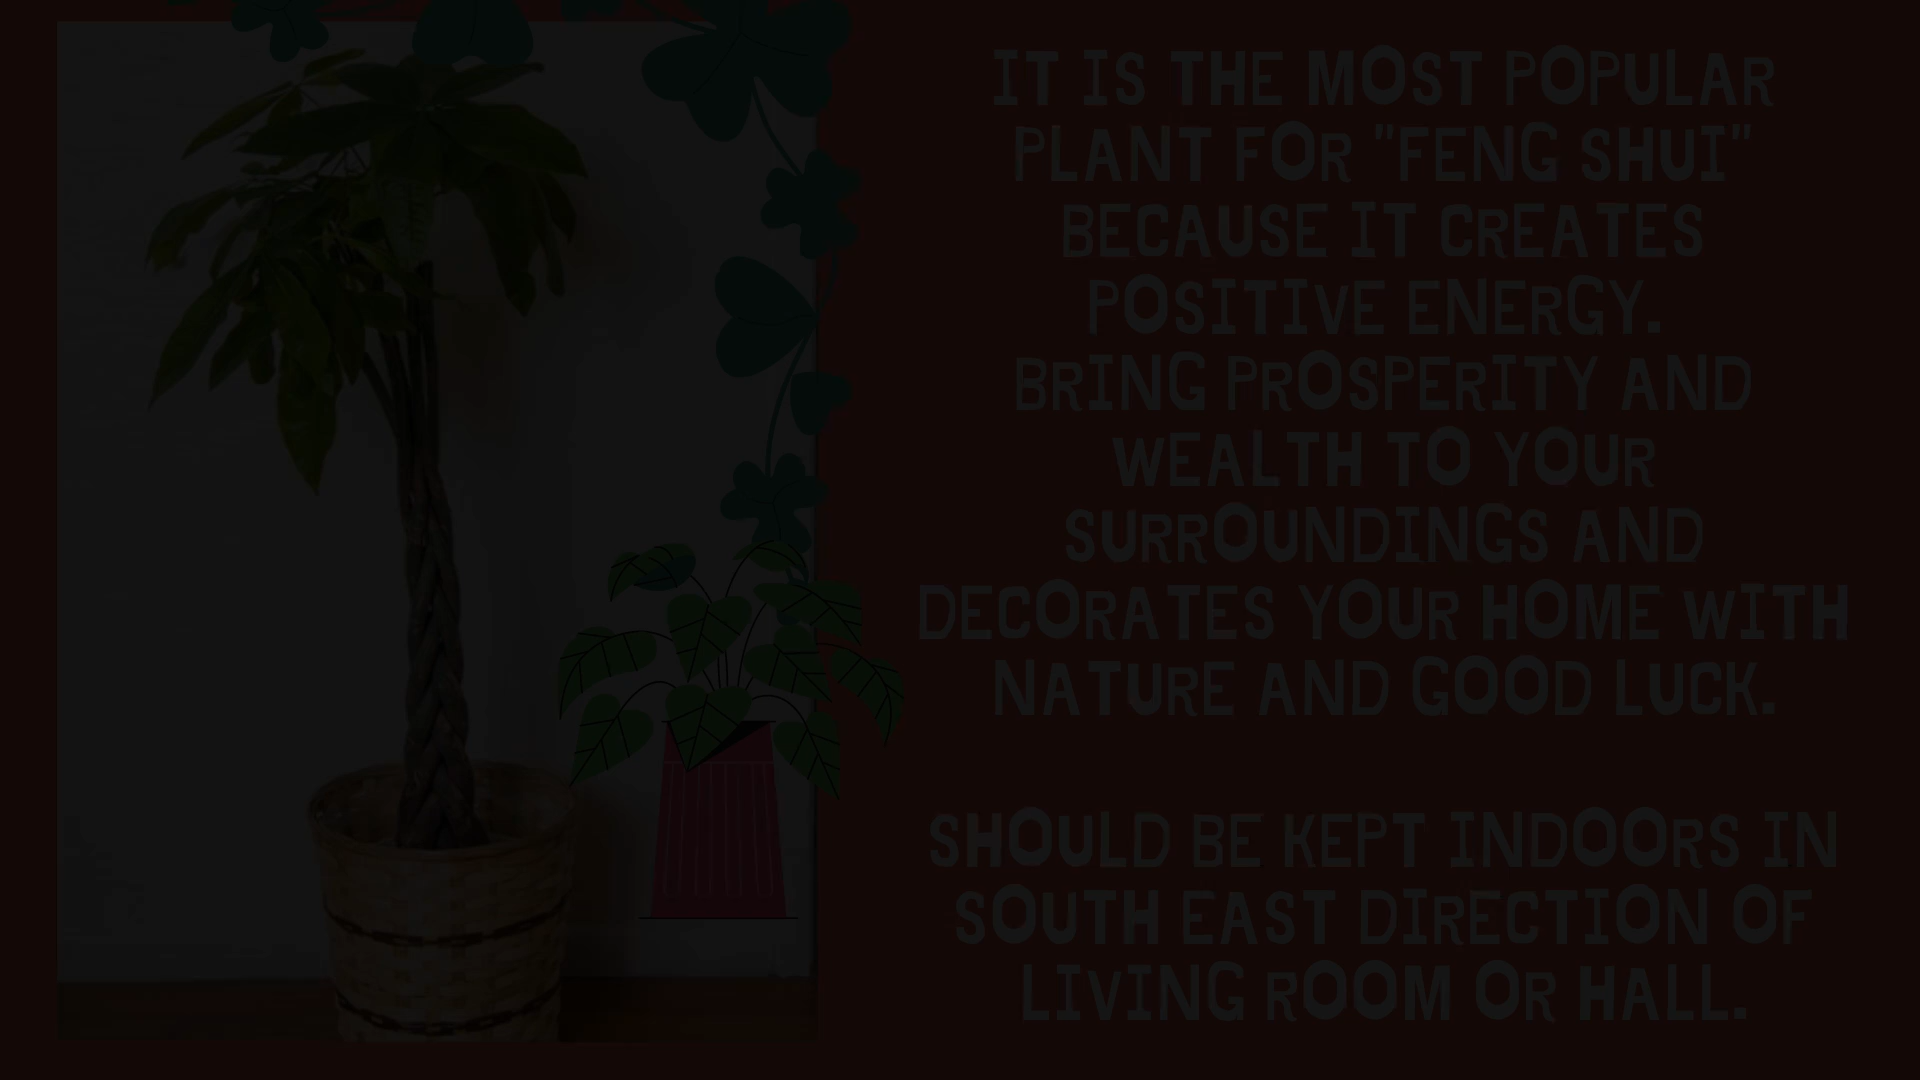 IT IS THE MOST POPULAR
PLANT FOR "FENG SHUI"
BECAUSE IT CREATES
POSITIVE ENERGY.
BRING PROSPERITY AND
WEALTH TO YOUR
SURROUNDINGS AND
DECORATES YOUR HOME WITH
NATURE AND GOOD LUCK.
SHOULD BE KEPT INDOORS IN
SOUTH EAST DIRECTION OF
LIVING ROOM OR HALL.